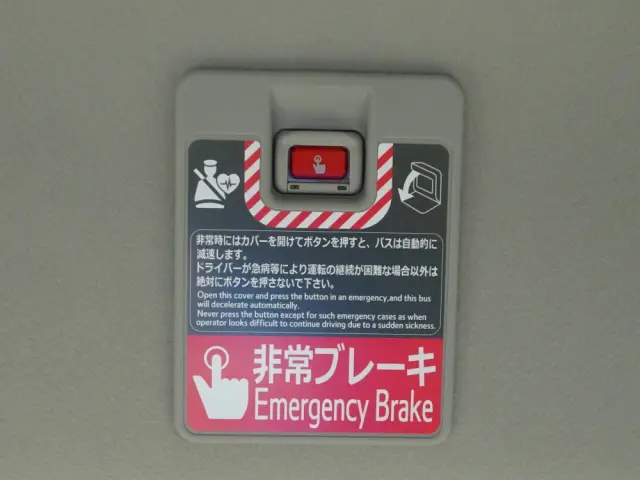 非常時にはカバーを開けてボタンを押すと、バスは自動的に
減速します。
ドライバーが急病等により運転の継続が困難な場合以外は
絶対にボタンを押さないで下さい。
Open this cover and press the button in an emergency,and this bus
will decelerate automatically.
Never press the button except for such emergency cases as when
operator looks difficult to continue driving due to a sudden sickness.
非常ブレーキ
Emergency Brake